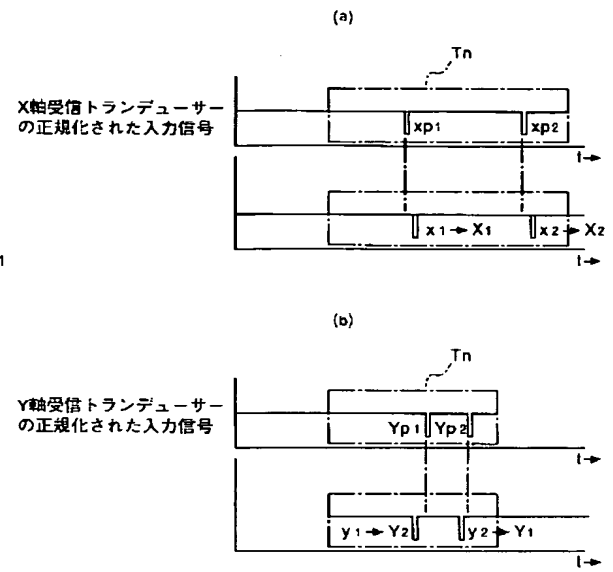 (a)
Tn
X軸受信トランデューサー
の正規化された入力信号
xp1
xp2
t→
x1→X1
x2→X2
t→
1
(b)
Tn
Y軸受信トランデューサー
の正規化された入力信号
Yp1
Yp2
t→
y1→Y2
y2→Y1
t→